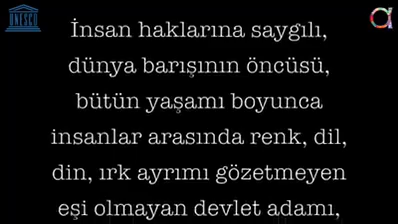 UNESCO
İnsan haklarına saygılı,
dünya barışının öncüsü,
bütün yaşamı boyunca
insanlar arasında renk, dil,
din, ırk ayrımı gözetmeyen
eşi olmayan devlet adamı,